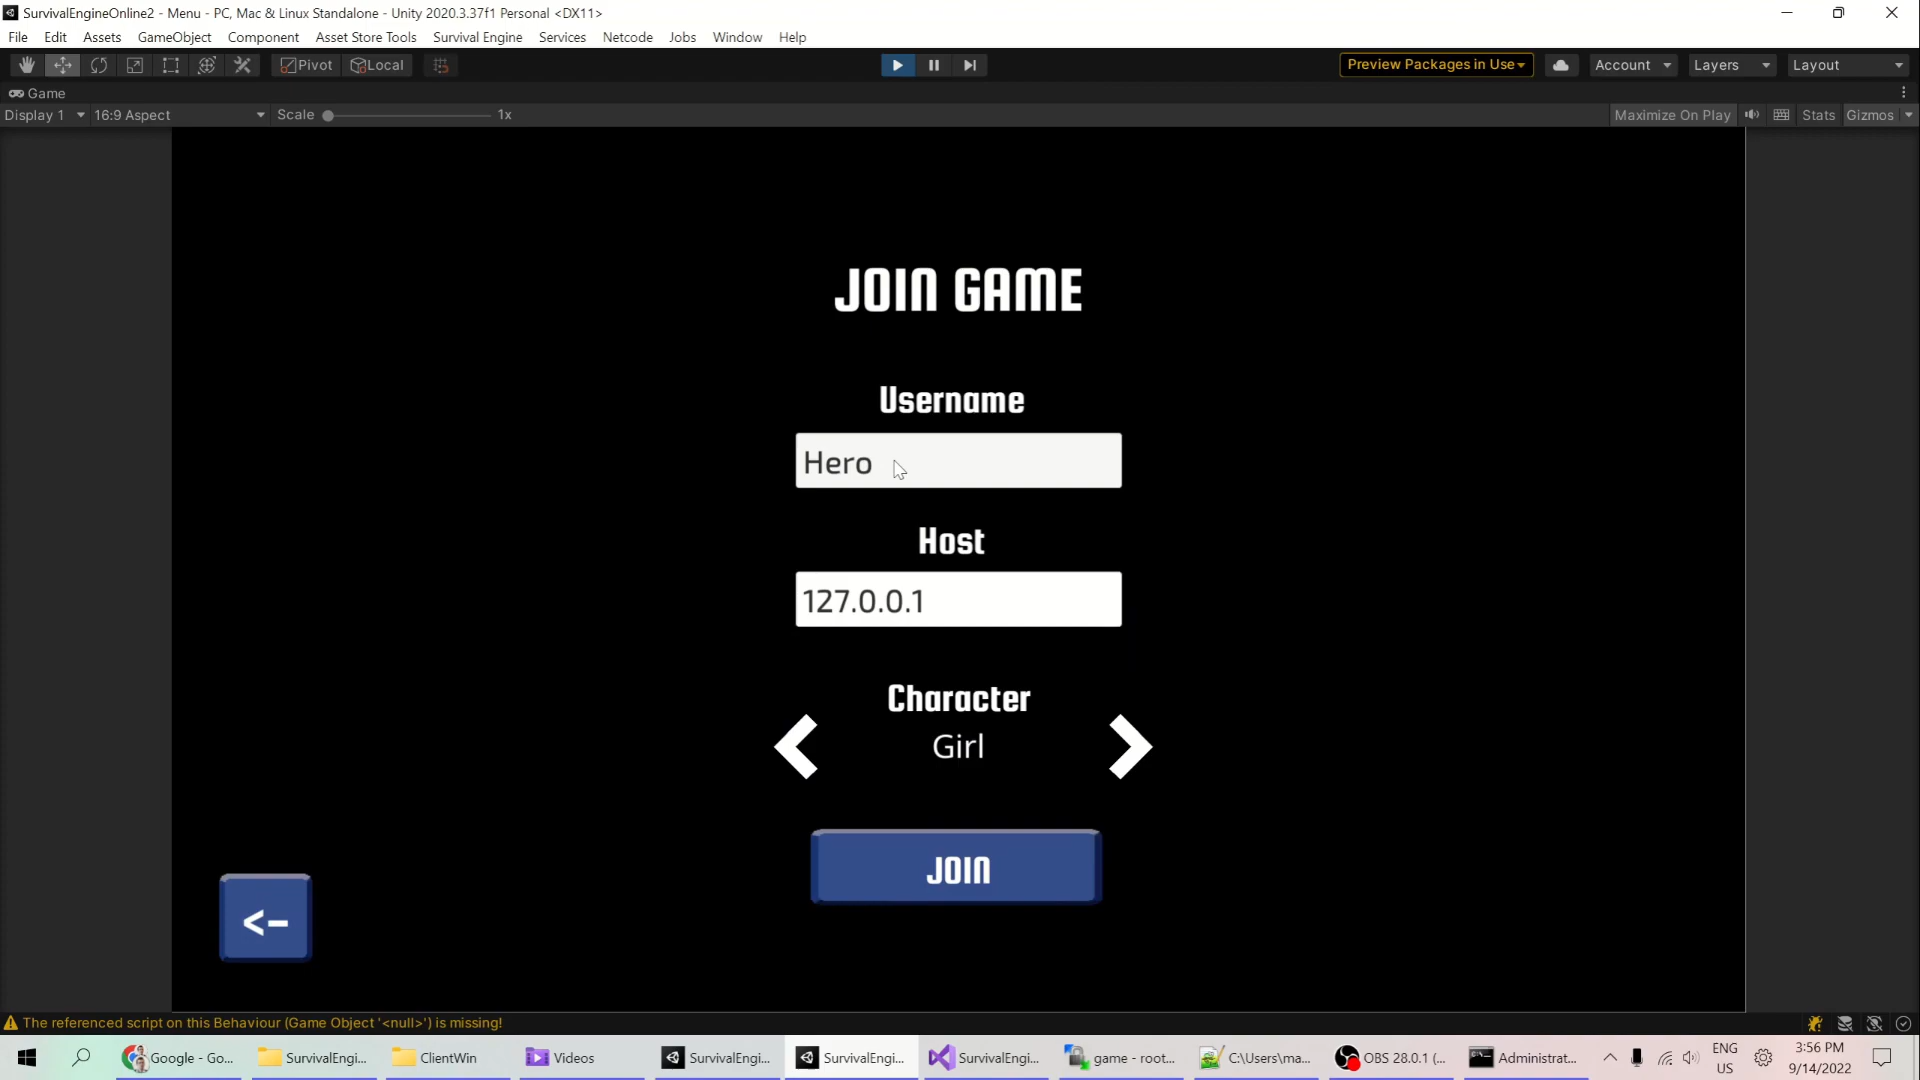 SurvivalEngineOnline2 - Menu - PC, Mac & Linux Standalone - Unity 2020.3.37f1 Personal <DX11>
File Edit Assets GameObject Component Asset Store Tools Survival Engine Services Netcode Jobs Window Help
Pivot Local Preview Packages in Use Account Layers Layout
Game
Display 1 16:9 Aspect Scale 1x Maximize On Play Stats Gizmos
JOIN GAME
Username
Hero
Host
127.0.0.1
Character
Girl
JOIN
<-
The referenced script on this Behaviour (Game Object '<null>') is missing!
Google - Go... SurvivalEngi... ClientWin Videos SurvivalEngi... SurvivalEngi... SurvivalEngi... game - root... C:\Users\ma... OBS 28.0.1 (... Administrat... ENG 3:56 PM
US 9/14/2022